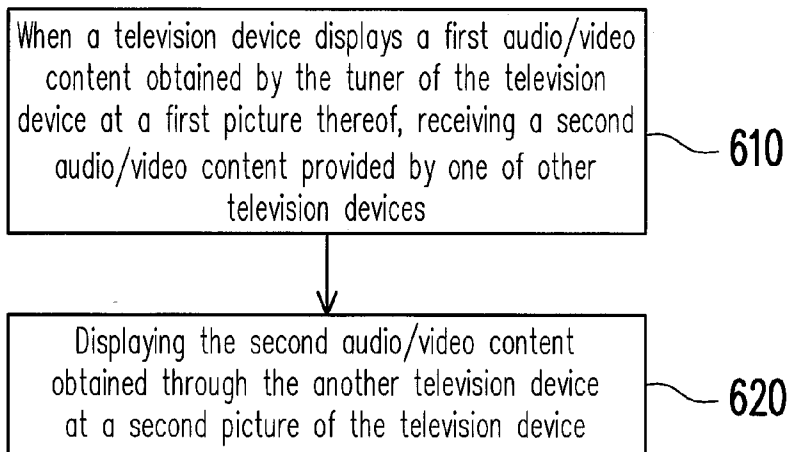 When a television device displays a first audio/video
content obtained by the tuner of the television
device at a first picture thereof, receiving a second
audio/video content provided by one of other
television devices
610
Displaying the second audio/video content
obtained through the another television device
at a second picture of the television device
620